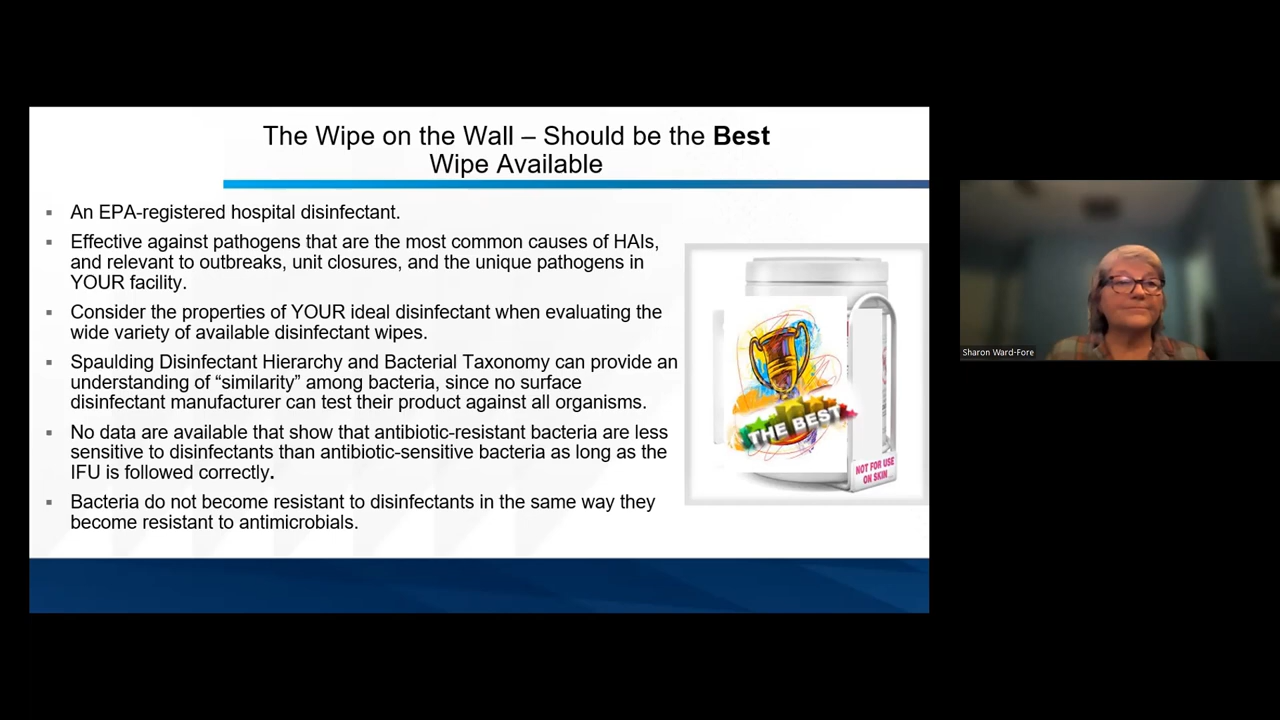 The Wipe on the Wall – Should be the Best
Wipe Available
▪ An EPA-registered hospital disinfectant.
▪ Effective against pathogens that are the most common causes of HAIs,
and relevant to outbreaks, unit closures, and the unique pathogens in
YOUR facility.
▪ Consider the properties of YOUR ideal disinfectant when evaluating the
wide variety of available disinfectant wipes.
▪ Spaulding Disinfectant Hierarchy and Bacterial Taxonomy can provide an
understanding of “similarity” among bacteria, since no surface
disinfectant manufacturer can test their product against all organisms.
▪ No data are available that show that antibiotic-resistant bacteria are less
sensitive to disinfectants than antibiotic-sensitive bacteria as long as the
IFU is followed correctly.
▪ Bacteria do not become resistant to disinfectants in the same way they
become resistant to antimicrobials.
THE BEST
NOT FOR USE
ON SKIN
Sharon Ward-Fore